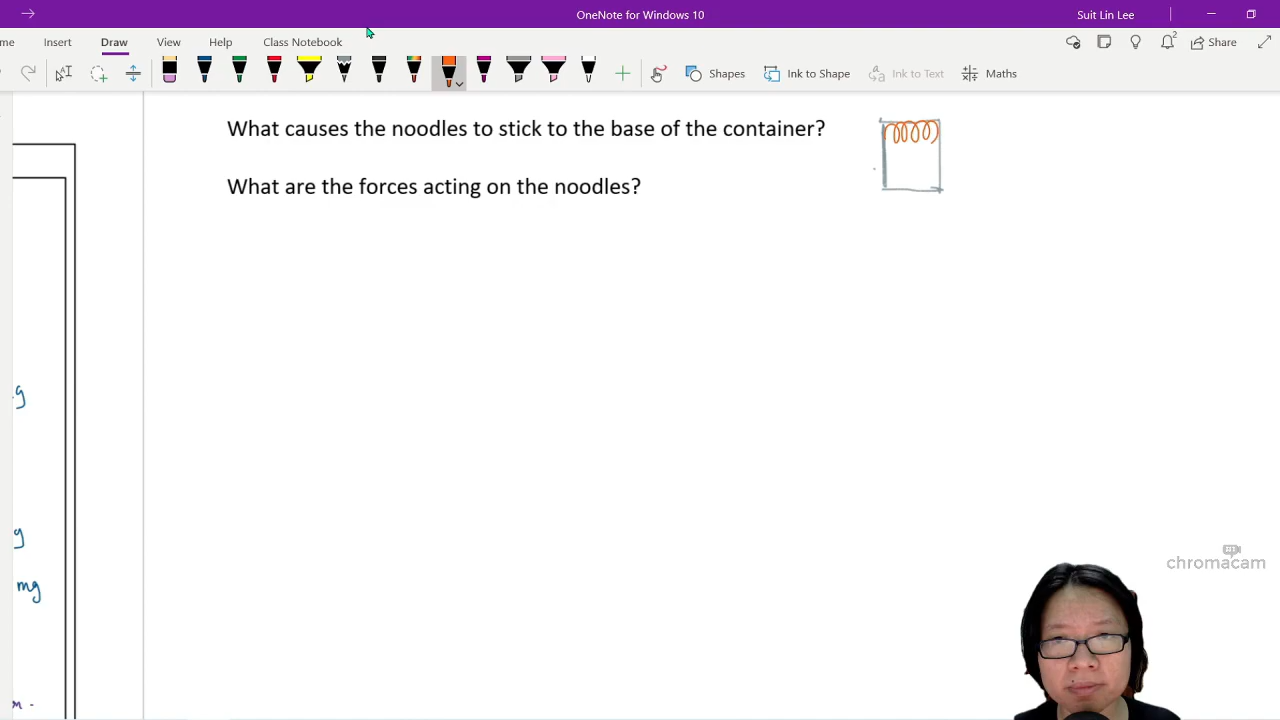 OneNote for Windows 10
Suit Lin Lee
me Insert Draw View Help Class Notebook
2
Share
Shapes
Ink to Shape
Ink to Text
Maths
What causes the noodles to stick to the base of the container?
What are the forces acting on the noodles?
g
g
mg
m -
chromacam